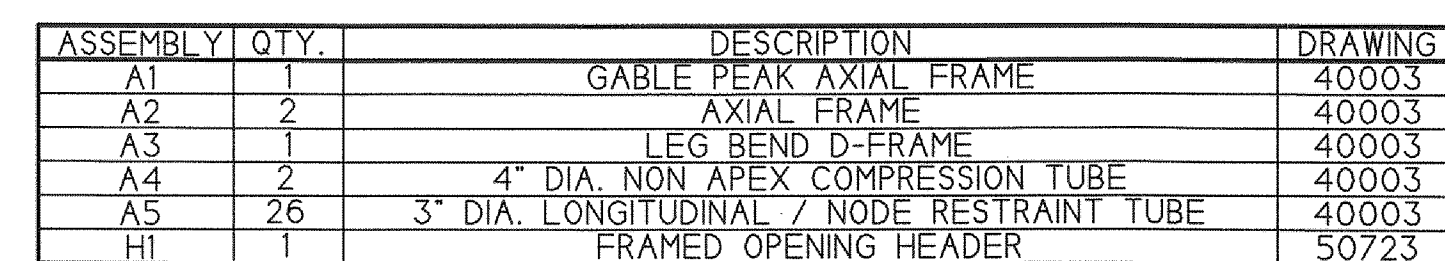 ASSEMBLY QTY. DESCRIPTION DRAWING
A1 1 GABLE PEAK AXIAL FRAME 40003
A2 2 AXIAL FRAME 40003
A3 1 LEG BEND D-FRAME 40003
A4 2 4" DIA. NON APEX COMPRESSION TUBE 40003
A5 26 3" DIA. LONGITUDINAL / NODE RESTRAINT TUBE 40003
H1 1 FRAMED OPENING HEADER 50723